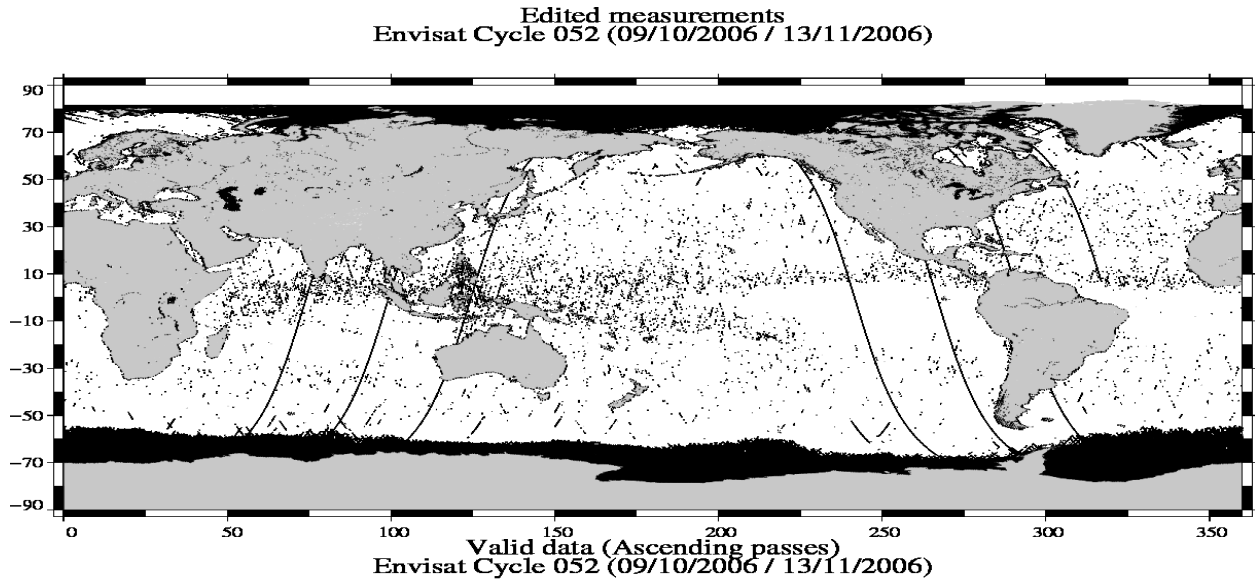 Edited measurements
Envisat Cycle 052 (09/10/2006 / 13/11/2006)
90
70
50
30
10
−10
−30
−50
−70
−90
0 50 100 150 200 250 300 350
Valid data (Ascending passes)
Envisat Cycle 052 (09/10/2006 / 13/11/2006)